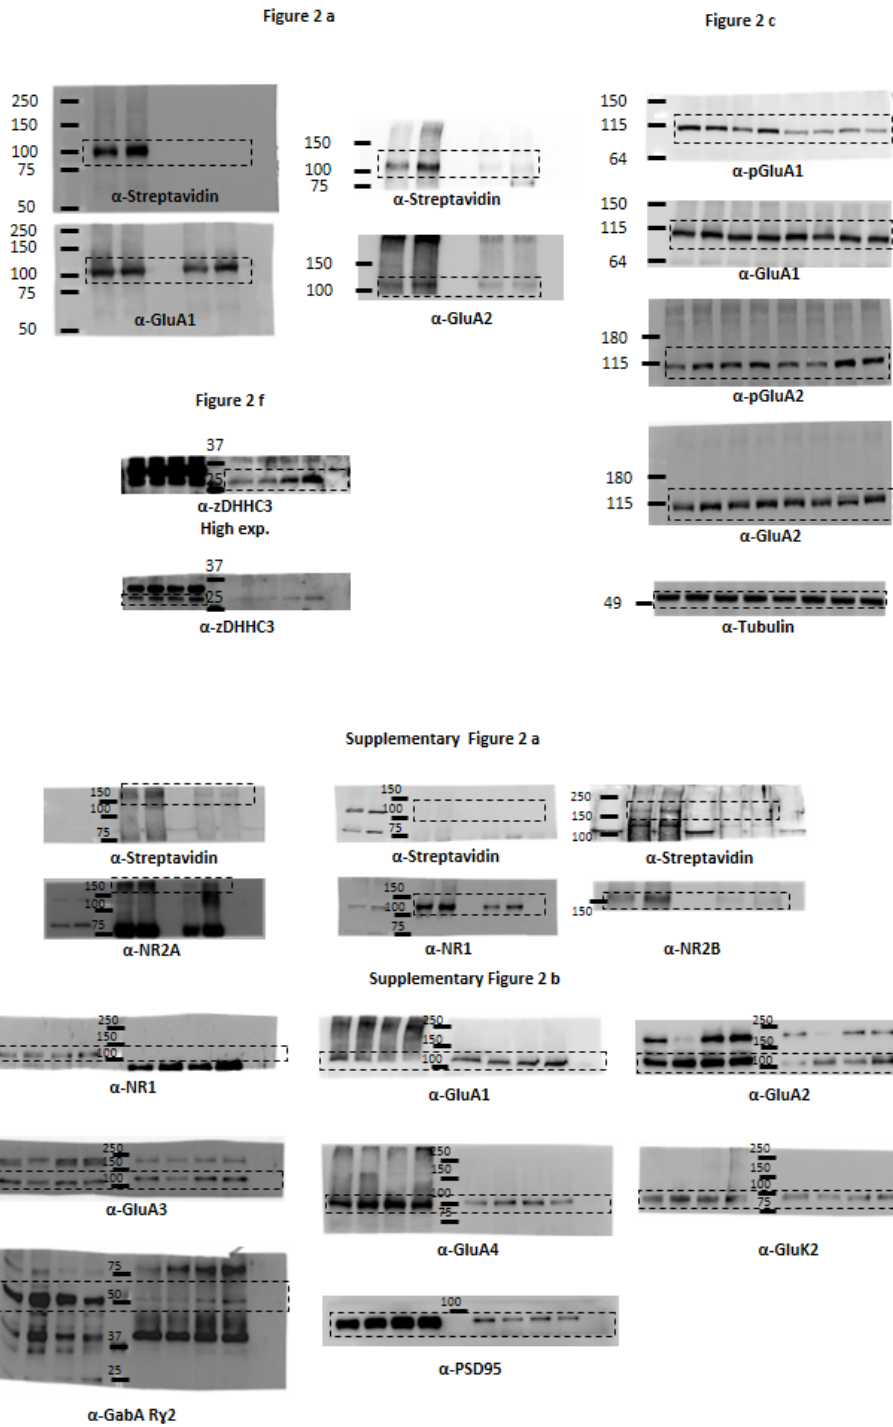 Figure 2 a
250
150
100
75
50
α-Streptavidin
250
150
100
75
50
α-GluA1
150
100
75
α-Streptavidin
150
100
α-GluA2
Figure 2 c
150
115
64
α-pGluA1
150
115
64
α-GluA1
180
115
α-pGluA2
180
115
α-GluA2
49
α-Tubulin
Figure 2 f
37
25
α-zDHHC3
High exp.
37
25
α-zDHHC3
Supplementary Figure 2 a
150
100
75
α-Streptavidin
150
100
75
α-NR2A
150
100
75
α-Streptavidin
150
100
75
α-NR1
250
150
100
α-Streptavidin
150
α-NR2B
Supplementary Figure 2 b
250
150
100
α-NR1
250
150
100
α-GluA1
250
150
100
α-GluA2
250
150
100
α-GluA3
250
150
100
75
α-GluA4
250
150
100
75
α-GluK2
75
50
37
25
α-GabA Rγ2
100
α-PSD95